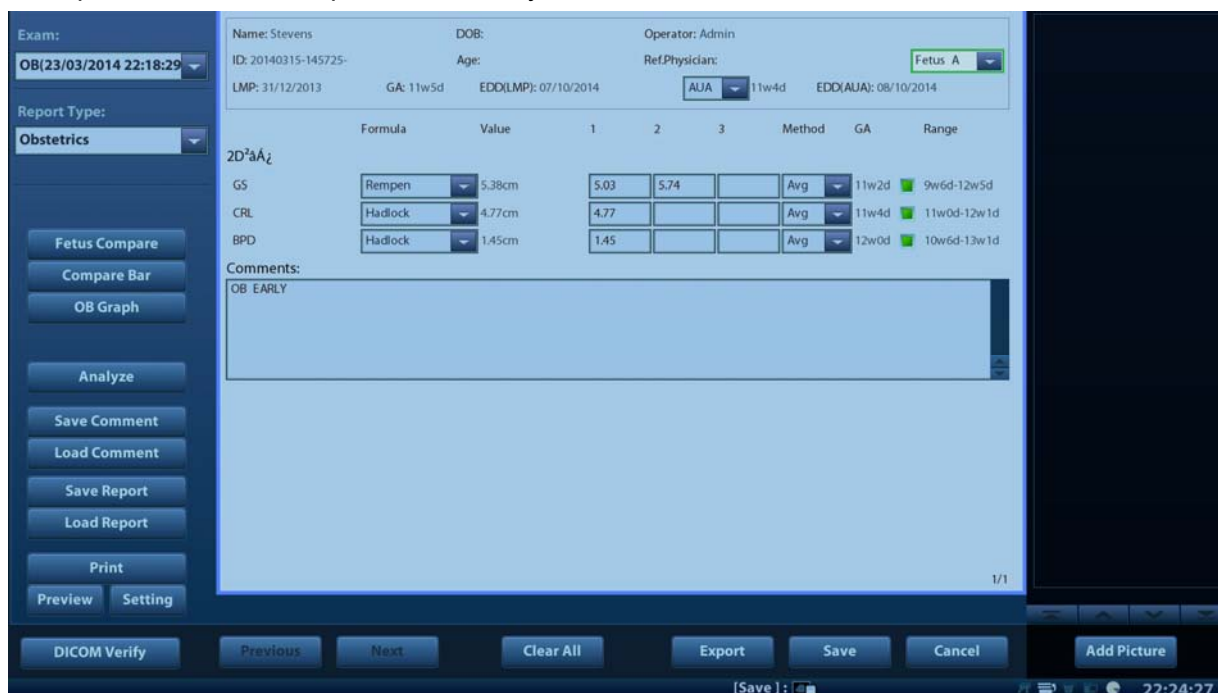 Exam:
OB(23/03/2014 22:18:29
Report Type:
Obstetrics
Fetus Compare
Compare Bar
OB Graph
Analyze
Save Comment
Load Comment
Save Report
Load Report
Print
Preview Setting
DICOM Verify
Name: Stevens DOB: Operator: Admin
ID: 20140315-145725- Age: Ref.Physician: Fetus A
LMP: 31/12/2013 GA: 11w5d EDD(LMP): 07/10/2014 AUA 11w4d EDD(AUA): 08/10/2014
Formula Value 1 2 3 Method GA Range
2D²âÁ¿
GS Rempen 5.38cm 5.03 5.74 Avg 11w2d 9w6d-12w5d
CRL Hadlock 4.77cm 4.77 Avg 11w4d 11w0d-12w1d
BPD Hadlock 1.45cm 1.45 Avg 12w0d 10w6d-13w1d
Comments:
OB EARLY
1/1
Previous Next Clear All Export Save Cancel Add Picture
[Save]:
22:24:27